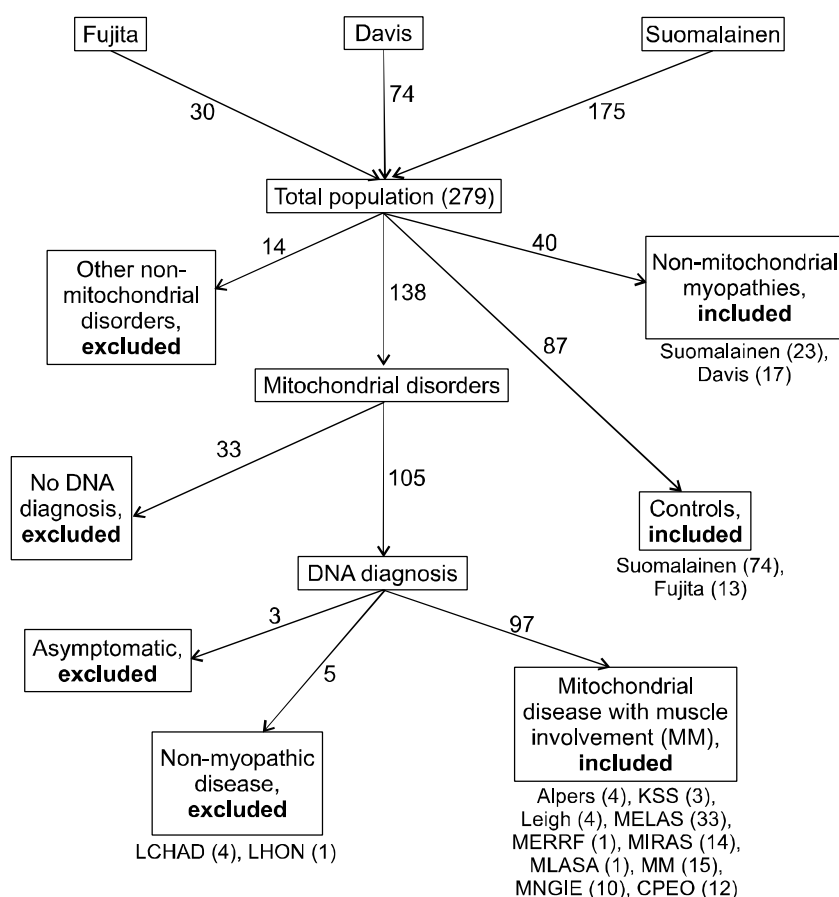 Fujita
Davis
Suomalainen
30
74
175
Total population (279)
14
138
87
40
Other non-
mitochondrial
disorders,
excluded
Non-mitochondrial
myopathies,
included
Suomalainen (23),
Davis (17)
Mitochondrial disorders
33
105
No DNA
diagnosis,
excluded
Controls,
included
Suomalainen (74),
Fujita (13)
DNA diagnosis
3
5
97
Asymptomatic,
excluded
Non-myopathic
disease,
excluded
LCHAD (4), LHON (1)
Mitochondrial
disease with muscle
involvement (MM),
included
Alpers (4), KSS (3),
Leigh (4), MELAS (33),
MERRF (1), MIRAS (14),
MLASA (1), MM (15),
MNGIE (10), CPEO (12)